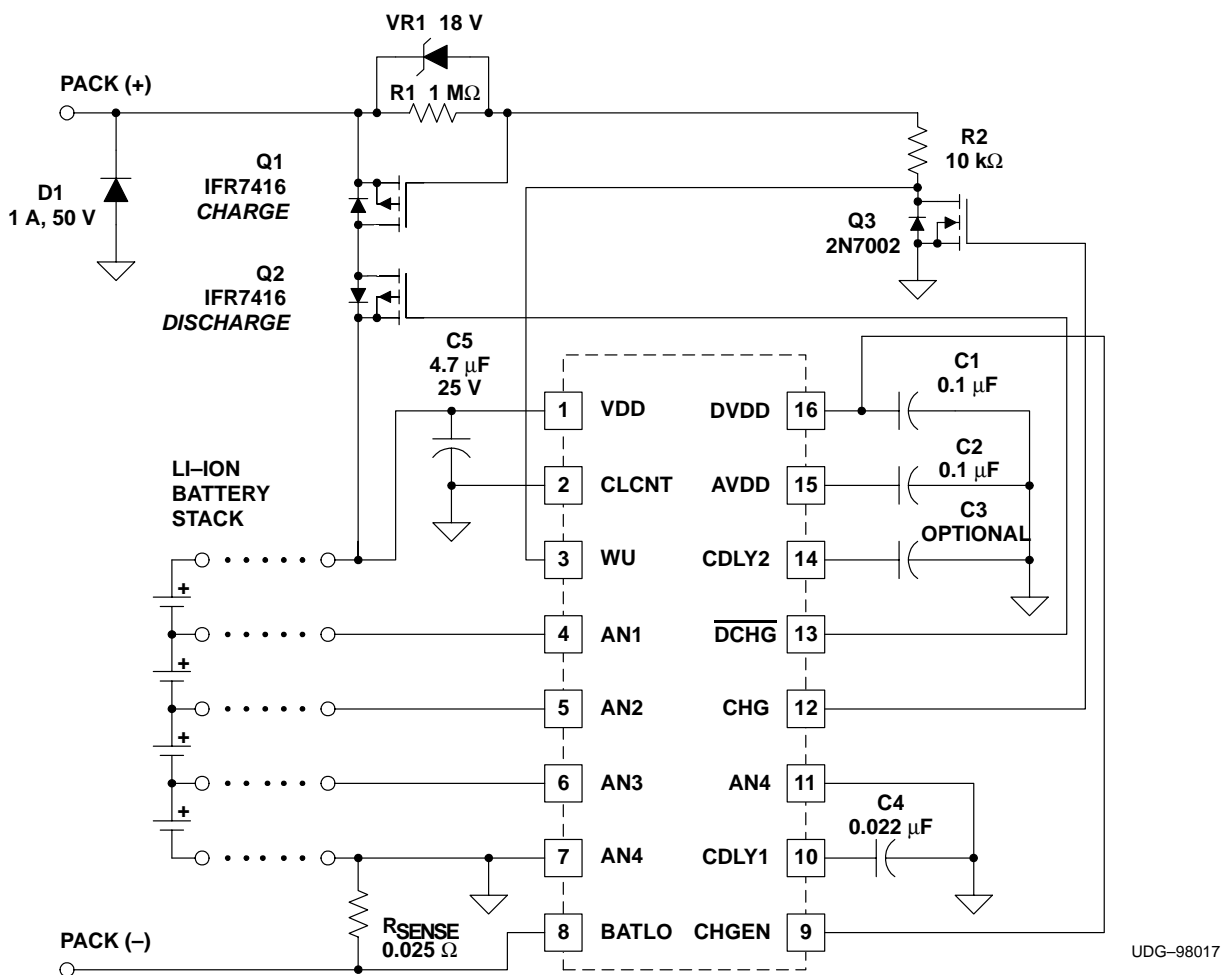 VR1 18 V
PACK (+)
R1 1 MΩ
R2
10 kΩ
Q1
IFR7416
CHARGE
D1
1 A, 50 V
Q3
2N7002
Q2
IFR7416
DISCHARGE
C5
4.7 μF
25 V
C1
0.1 μF
1 VDD DVDD 16
C2
0.1 μF
LI–ION
BATTERY
STACK
2 CLCNT AVDD 15
C3
OPTIONAL
3 WU CDLY2 14
+
4 AN1 DCHG 13
+
5 AN2 CHG 12
+
6 AN3 AN4 11
C4
0.022 μF
+
7 AN4 CDLY1 10
RSENSE
0.025 Ω
8 BATLO CHGEN 9
PACK (–)
UDG–98017